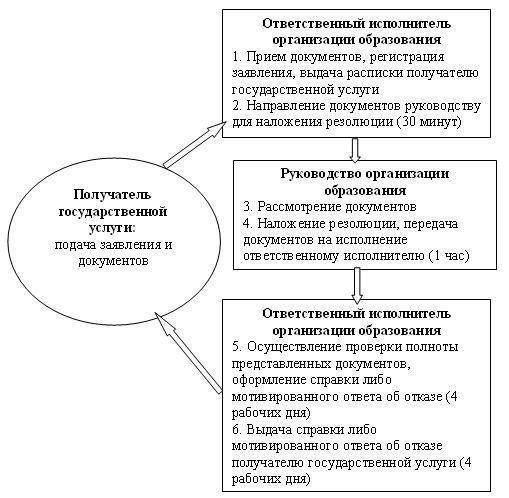 Получатель
государственной
услуги:
подача заявления и
документов
Ответственный исполнитель
организации образования
1. Прием документов, регистрация
заявления, выдача расписки получателю
государственной услуги
2. Направление документов руководству
для наложения резолюции (30 минут)
Руководство организации
образования
3. Рассмотрение документов
4. Наложение резолюции, передача
документов на исполнение
ответственному исполнителю (1 час)
Ответственный исполнитель
организации образования
5. Осуществление проверки полноты
представленных документов,
оформление справки либо
мотивированного ответа об отказе (4
рабочих дня)
6. Выдача справки либо
мотивированного ответа об отказе
получателю государственной услуги (4
рабочих дня)